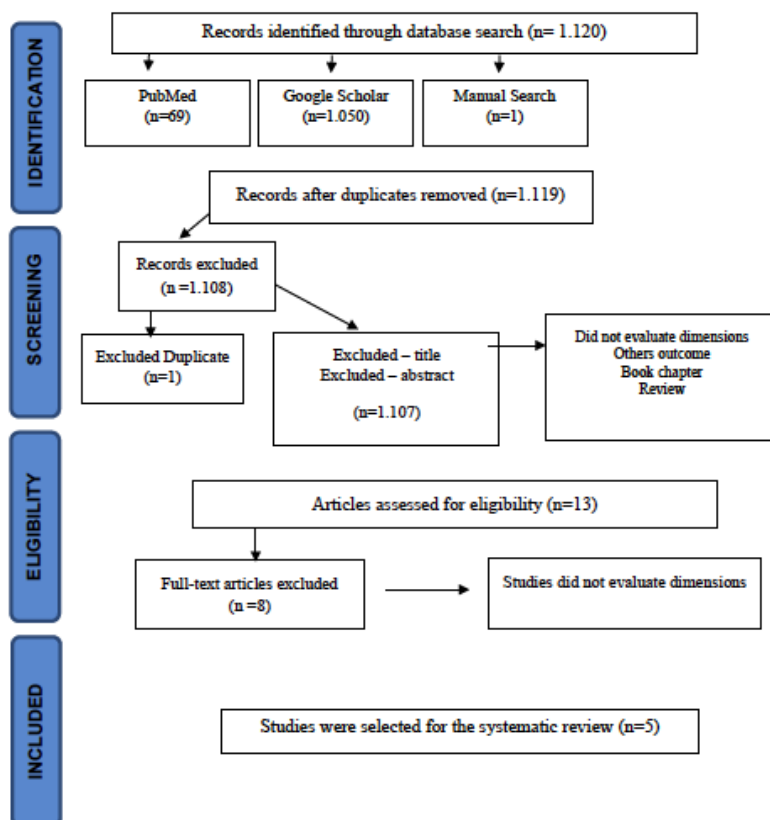 IDENTIFICATION
Records identified through database search (n= 1.120)
PubMed
(n=69)
Google Scholar
(n=1.050)
Manual Search
(n=1)
Records after duplicates removed (n=1.119)
SCREENING
Records excluded
(n =1.108)
Excluded Duplicate
(n=1)
Excluded – title
Excluded – abstract
(n=1.107)
Did not evaluate dimensions
Others outcome
Book chapter
Review
ELIGIBILITY
Articles assessed for eligibility (n=13)
Full-text articles excluded
(n =8)
Studies did not evaluate dimensions
INCLUDED
Studies were selected for the systematic review (n=5)